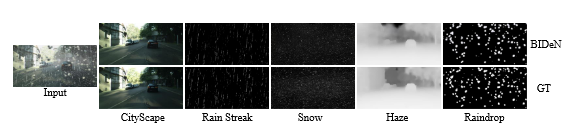 BIDeN
Input
GT
CityScape Rain Streak Snow Haze Raindrop